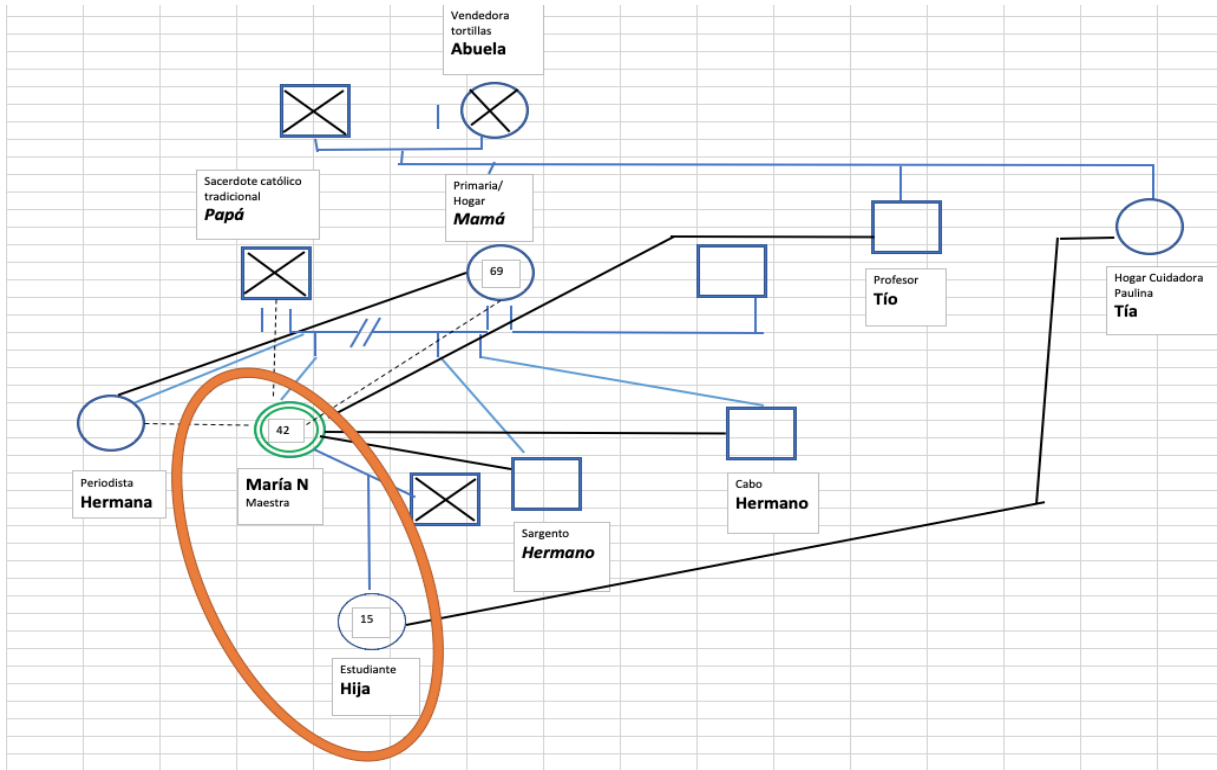 Vendedora
tortillas
Abuela
Sacerdote católico
tradicional
Papá
Primaria/
Hogar
Mamá
69
Profesor
Tío
Hogar Cuidadora
Paulina
Tía
42
Periodista
Hermana
María N
Maestra
Sargento
Hermano
Cabo
Hermano
15
Estudiante
Hija